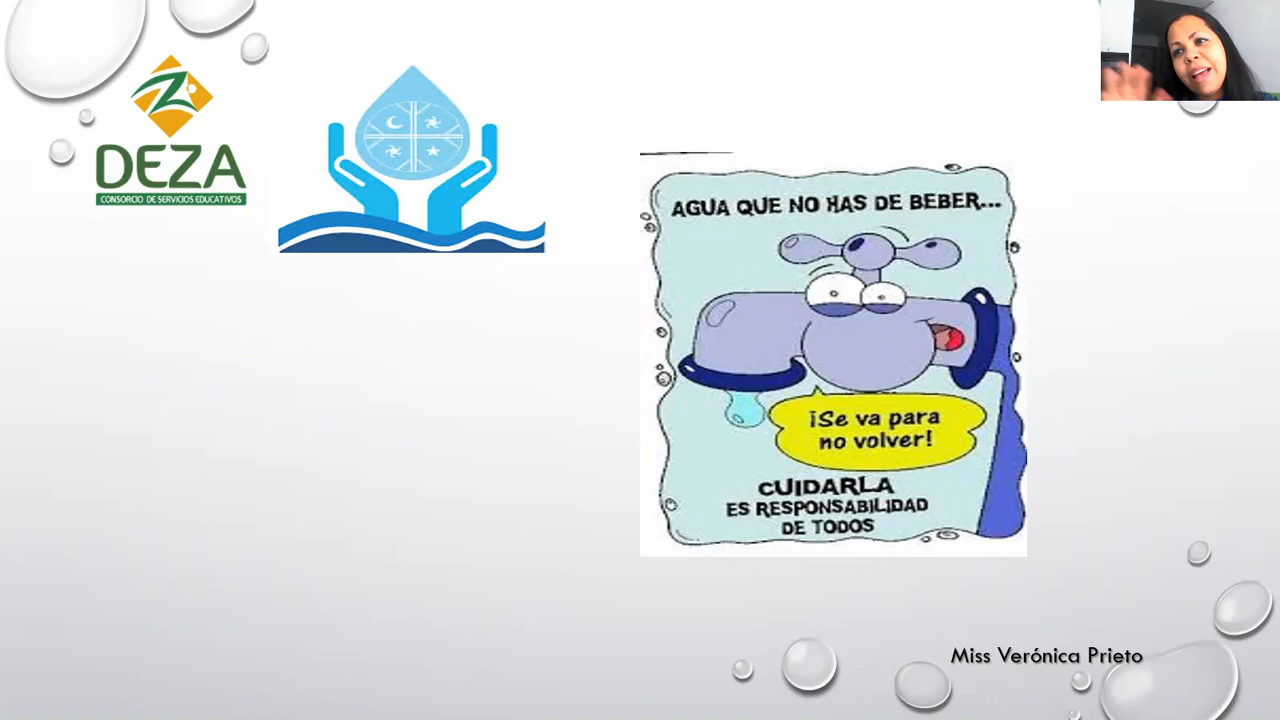 DEZA
CONSORCIO DE SERVICIOS EDUCATIVOS
AGUA QUE NO HAS DE BEBER...
¡Se va para
no volver!
CUIDARLA
ES RESPONSABILIDAD
DE TODOS
Miss Verónica Prieto